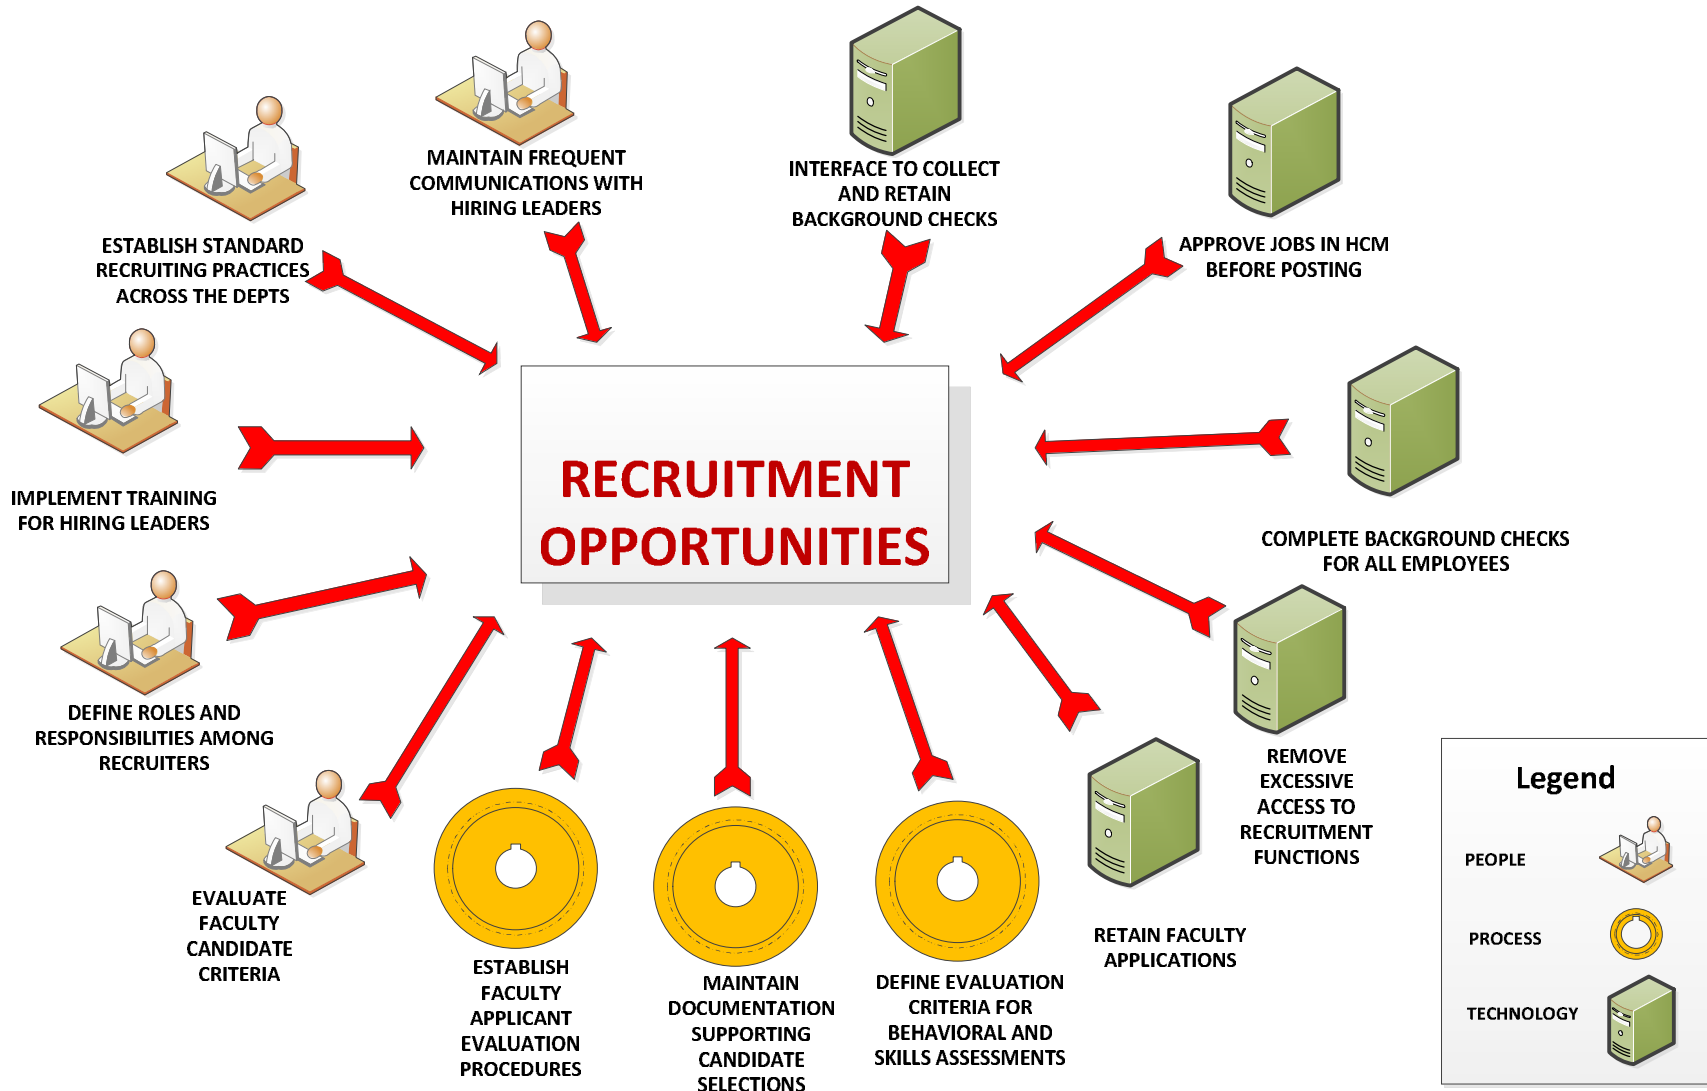 MAINTAIN FREQUENT
COMMUNICATIONS WITH
HIRING LEADERS
INTERFACE TO COLLECT
AND RETAIN
BACKGROUND CHECKS
ESTABLISH STANDARD
RECRUITING PRACTICES
ACROSS THE DEPTS
APPROVE JOBS IN HCM
BEFORE POSTING
IMPLEMENT TRAINING
FOR HIRING LEADERS
RECRUITMENT
OPPORTUNITIES
COMPLETE BACKGROUND CHECKS
FOR ALL EMPLOYEES
DEFINE ROLES AND
RESPONSIBILITIES AMONG
RECRUITERS
REMOVE
EXCESSIVE
ACCESS TO
RECRUITMENT
FUNCTIONS
EVALUATE
FACULTY
CANDIDATE
CRITERIA
ESTABLISH
FACULTY
APPLICANT
EVALUATION
PROCEDURES
MAINTAIN
DOCUMENTATION
SUPPORTING
CANDIDATE
SELECTIONS
DEFINE EVALUATION
CRITERIA FOR
BEHAVIORAL AND
SKILLS ASSESSMENTS
RETAIN FACULTY
APPLICATIONS
Legend
PEOPLE
PROCESS
TECHNOLOGY